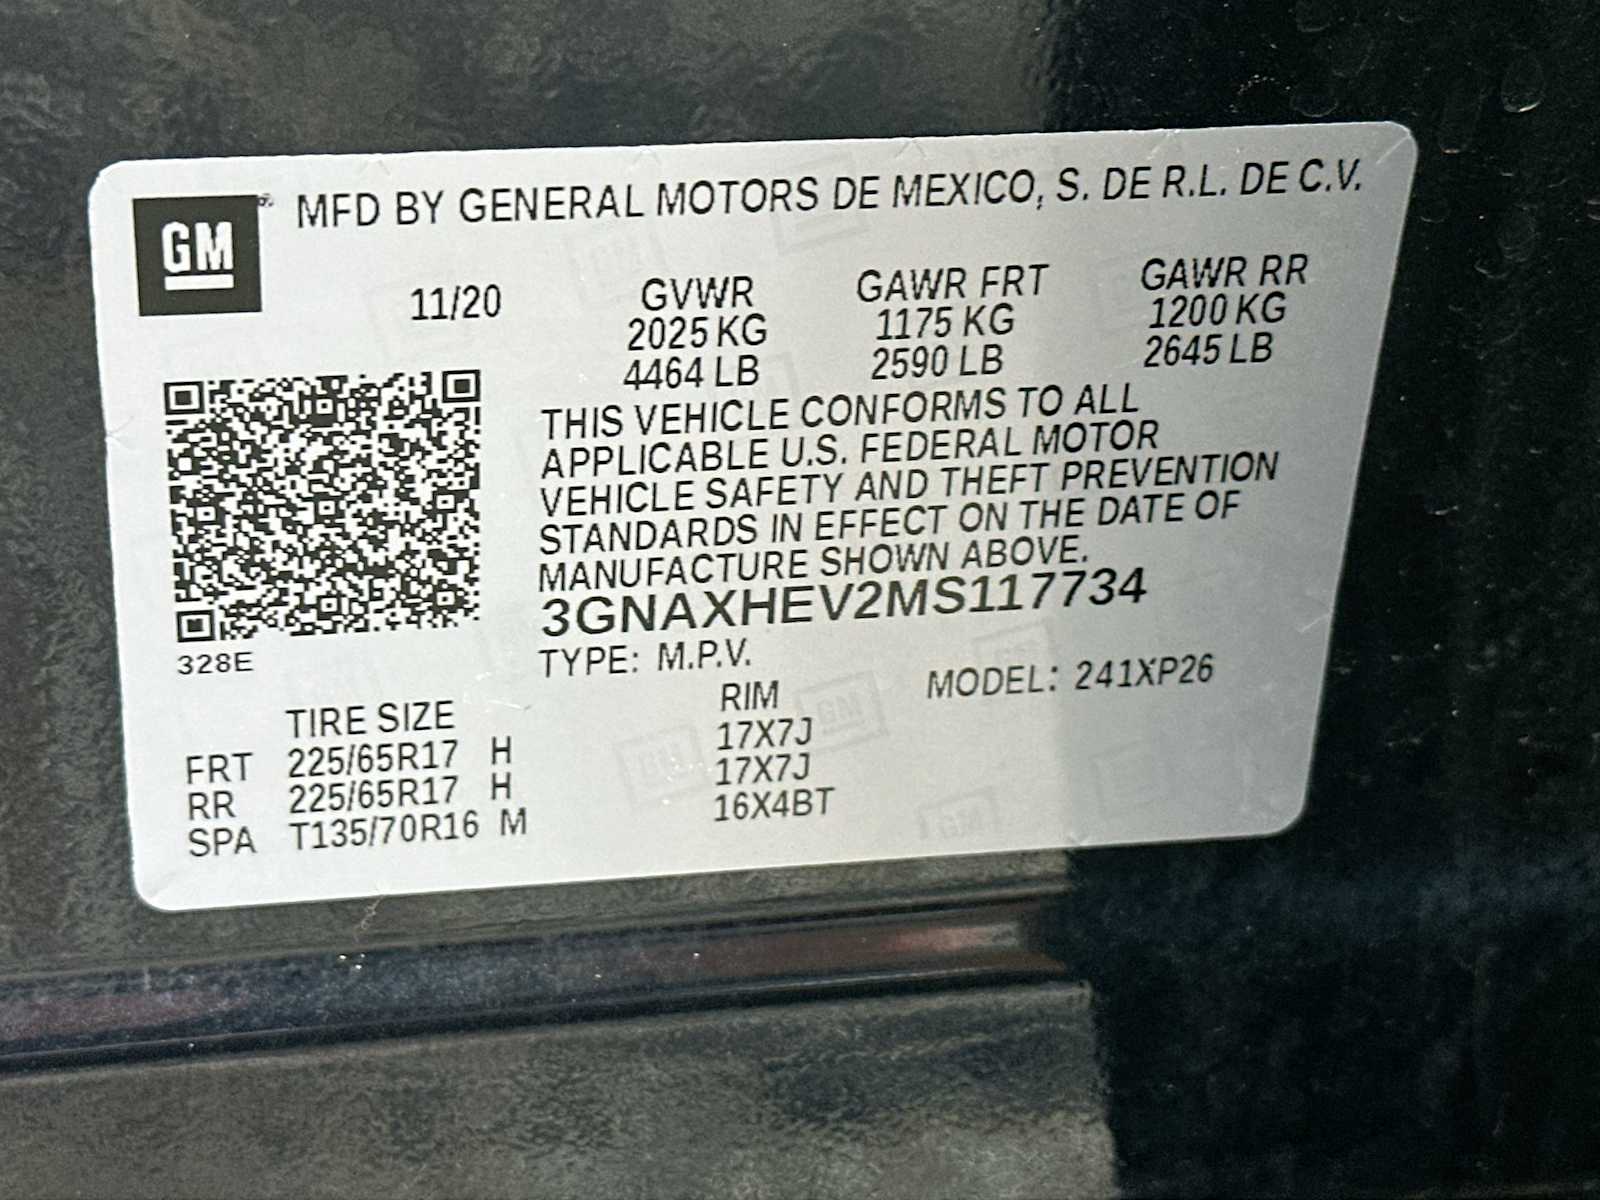 GM MFD BY GENERAL MOTORS DE MEXICO, S. DE R.L. DE C.V.
11/20 GVWR GAWR FRT GAWR RR
2025 KG 1175 KG 1200 KG
4464 LB 2590 LB 2645 LB
THIS VEHICLE CONFORMS TO ALL
APPLICABLE U.S. FEDERAL MOTOR
VEHICLE SAFETY AND THEFT PREVENTION
STANDARDS IN EFFECT ON THE DATE OF
MANUFACTURE SHOWN ABOVE.
3GNAXHEV2MS117734
328E
TYPE: M.P.V. MODEL: 241XP26
TIRE SIZE RIM
FRT 225/65R17 H 17X7J
RR 225/65R17 H 17X7J
SPA T135/70R16 M 16X4BT